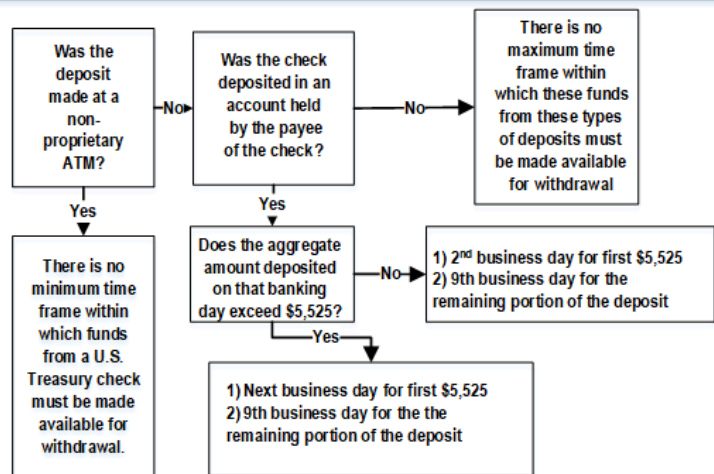 Was the
deposit
made at a
non-
proprietary
ATM?
No
Was the check
deposited in an
account held
by the payee
of the check?
No
There is no
maximum time
frame within
which these funds
from these types
of deposits must
be made available
for withdrawal
Yes
Yes
There is no
minimum time
frame within
which funds
from a U.S.
Treasury check
must be made
available for
withdrawal.
Does the aggregate
amount deposited
on that banking
day exceed $5,525?
No
1) 2nd business day for first $5,525
2) 9th business day for the
remaining portion of the deposit
Yes
1) Next business day for first $5,525
2) 9th business day for the the
remaining portion of the deposit